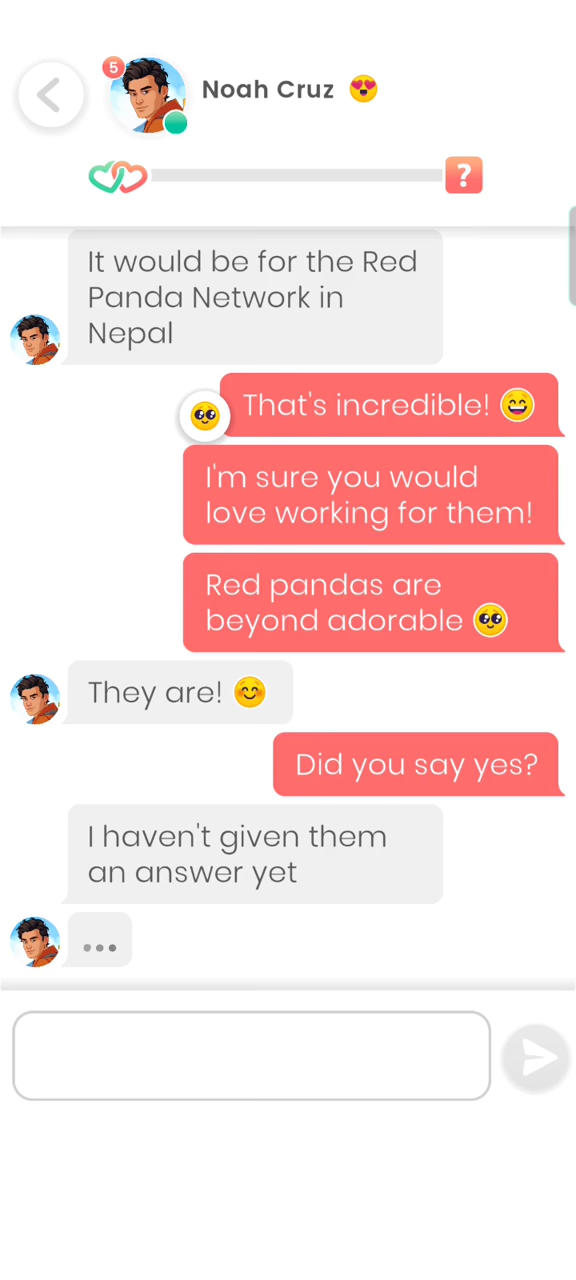 5
Noah Cruz 😍
?
It would be for the Red
Panda Network in
Nepal
That's incredible! 😄
I'm sure you would
love working for them!
Red pandas are
beyond adorable 🥺
They are! 😊
Did you say yes?
I haven't given them
an answer yet
...